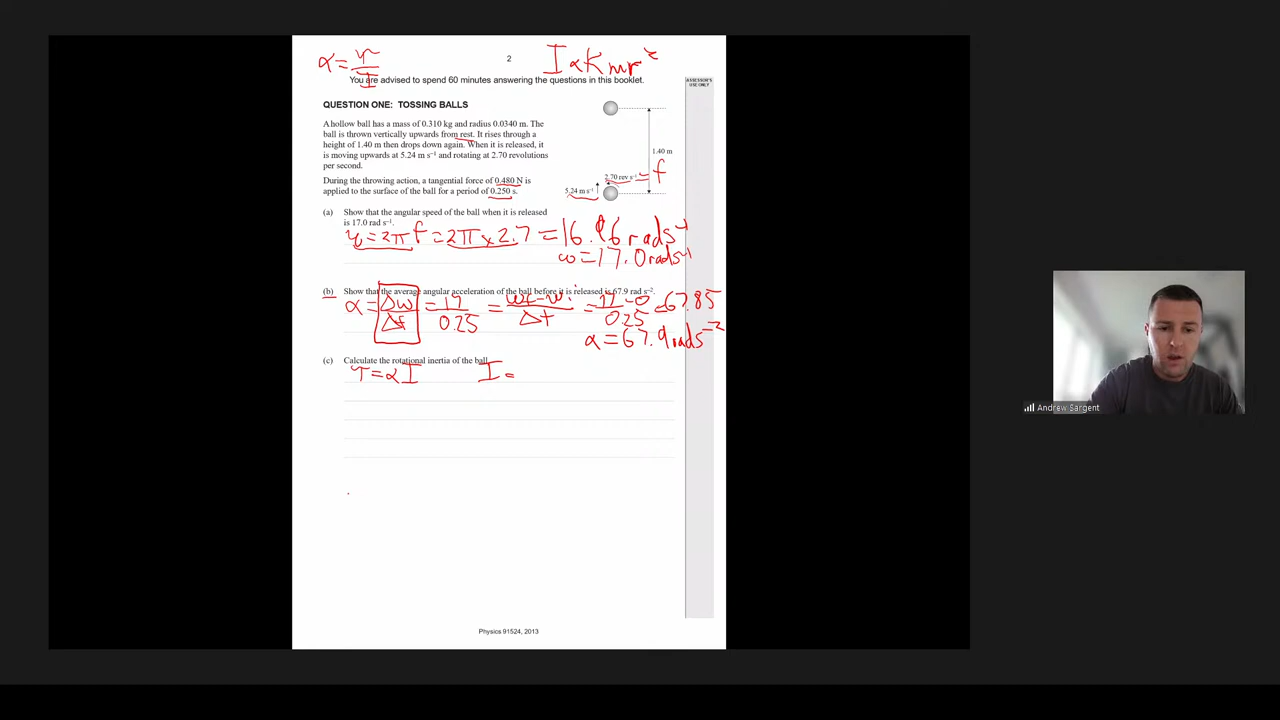 α = τ/I
I α Kmr²
2
You are advised to spend 60 minutes answering the questions in this booklet.
ASSESSOR'S
USE ONLY
QUESTION ONE: TOSSING BALLS
A hollow ball has a mass of 0.310 kg and radius 0.0340 m. The
ball is thrown vertically upwards from rest. It rises through a
height of 1.40 m then drops down again. When it is released, it
is moving upwards at 5.24 m s⁻¹ and rotating at 2.70 revolutions
per second.
1.40 m
2.70 rev s⁻¹ = f
5.24 m s⁻¹
During the throwing action, a tangential force of 0.480 N is
applied to the surface of the ball for a period of 0.250 s.
(a) Show that the angular speed of the ball when it is released
is 17.0 rad s⁻¹.
ω = 2π f = 2π × 2.7 = 16.96 rads⁻¹
ω = 17.0 rads⁻¹
(b) Show that the average angular acceleration of the ball before it is released is 67.9 rad s⁻².
α = Δω/Δt = 17/0.25 = ωf - ωi/Δt = 17-0/0.25 = 67.85
α = 67.9 rads⁻²
(c) Calculate the rotational inertia of the ball.
τ = αI I =
Physics 91524, 2013
Andrew Sargent